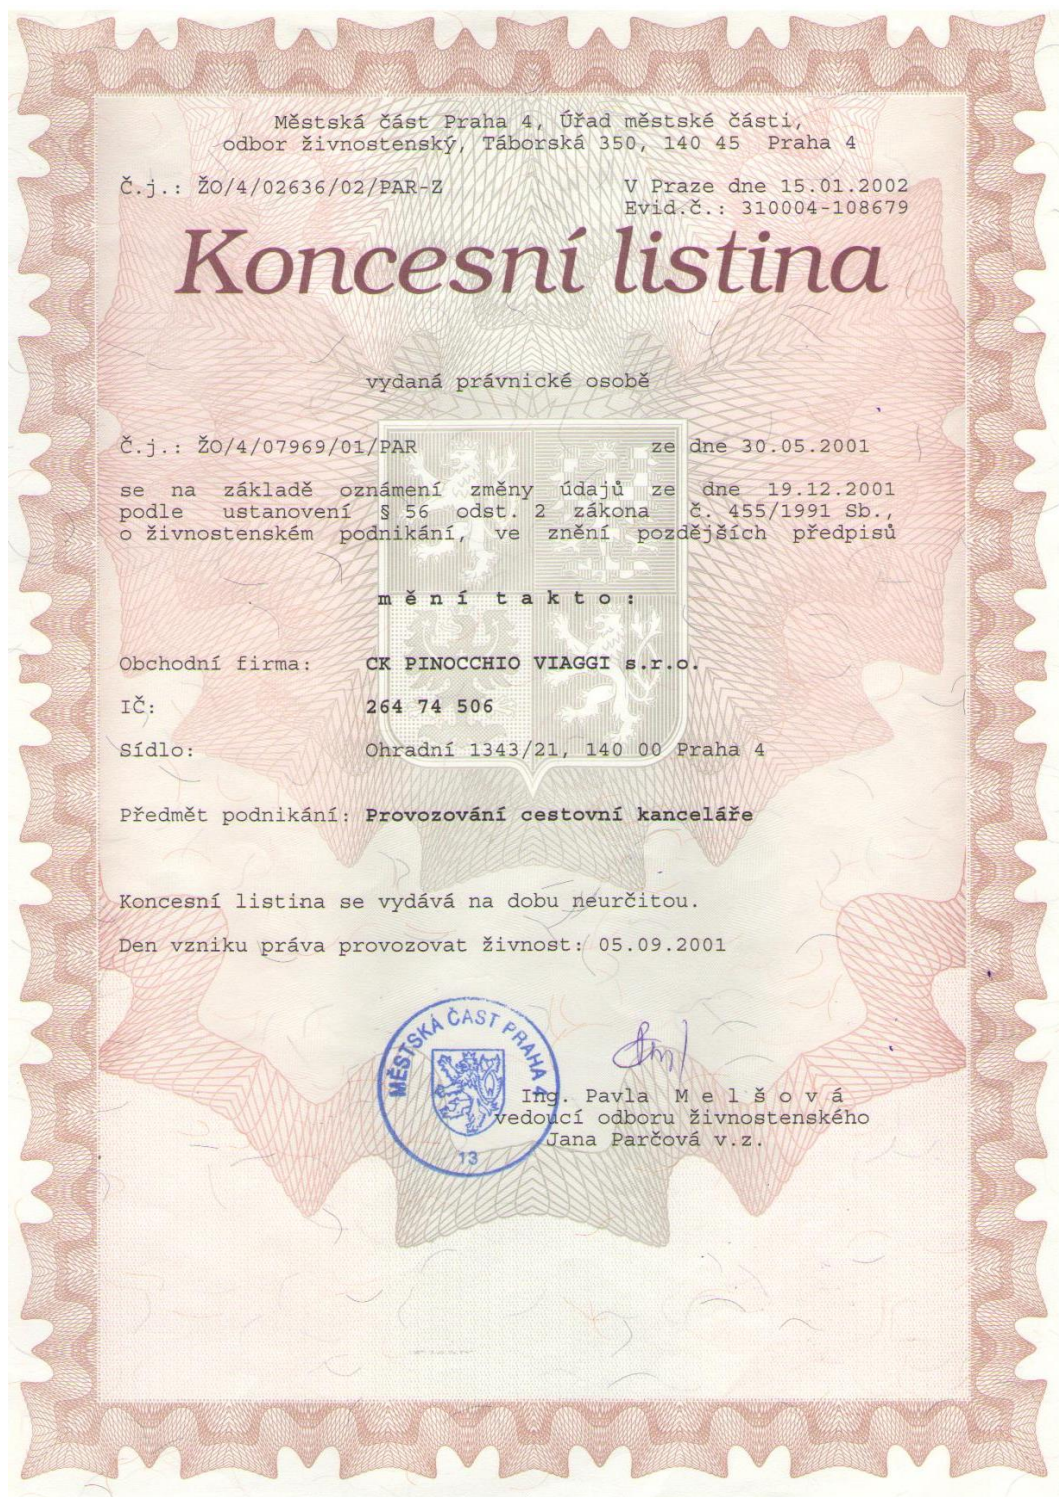 Městská část Praha 4, Úřad městské části,
odbor živnostenský, Táborská 350, 140 45 Praha 4
Č.j.: ŽO/4/02636/02/PAR-Z
V Praze dne 15.01.2002
Evid.č.: 310004-108679
Koncesní listina
vydaná právnické osobě
Č.j.: ŽO/4/07969/01/PAR ze dne 30.05.2001
se na základě oznámení změny údajů ze dne 19.12.2001
podle ustanovení § 56 odst. 2 zákona č. 455/1991 Sb.,
o živnostenském podnikání, ve znění pozdějších předpisů
m ě n í t a k t o :
Obchodní firma: CK PINOCCHIO VIAGGI s.r.o.
IČ: 264 74 506
Sídlo: Ohradní 1343/21, 140 00 Praha 4
Předmět podnikání: Provozování cestovní kanceláře
Koncesní listina se vydává na dobu neurčitou.
Den vzniku práva provozovat živnost: 05.09.2001
MĚSTSKÁ ČÁST PRAHA 4
13
Ing. Pavla M e l š o v á
vedoucí odboru živnostenského
Jana Parčová v.z.